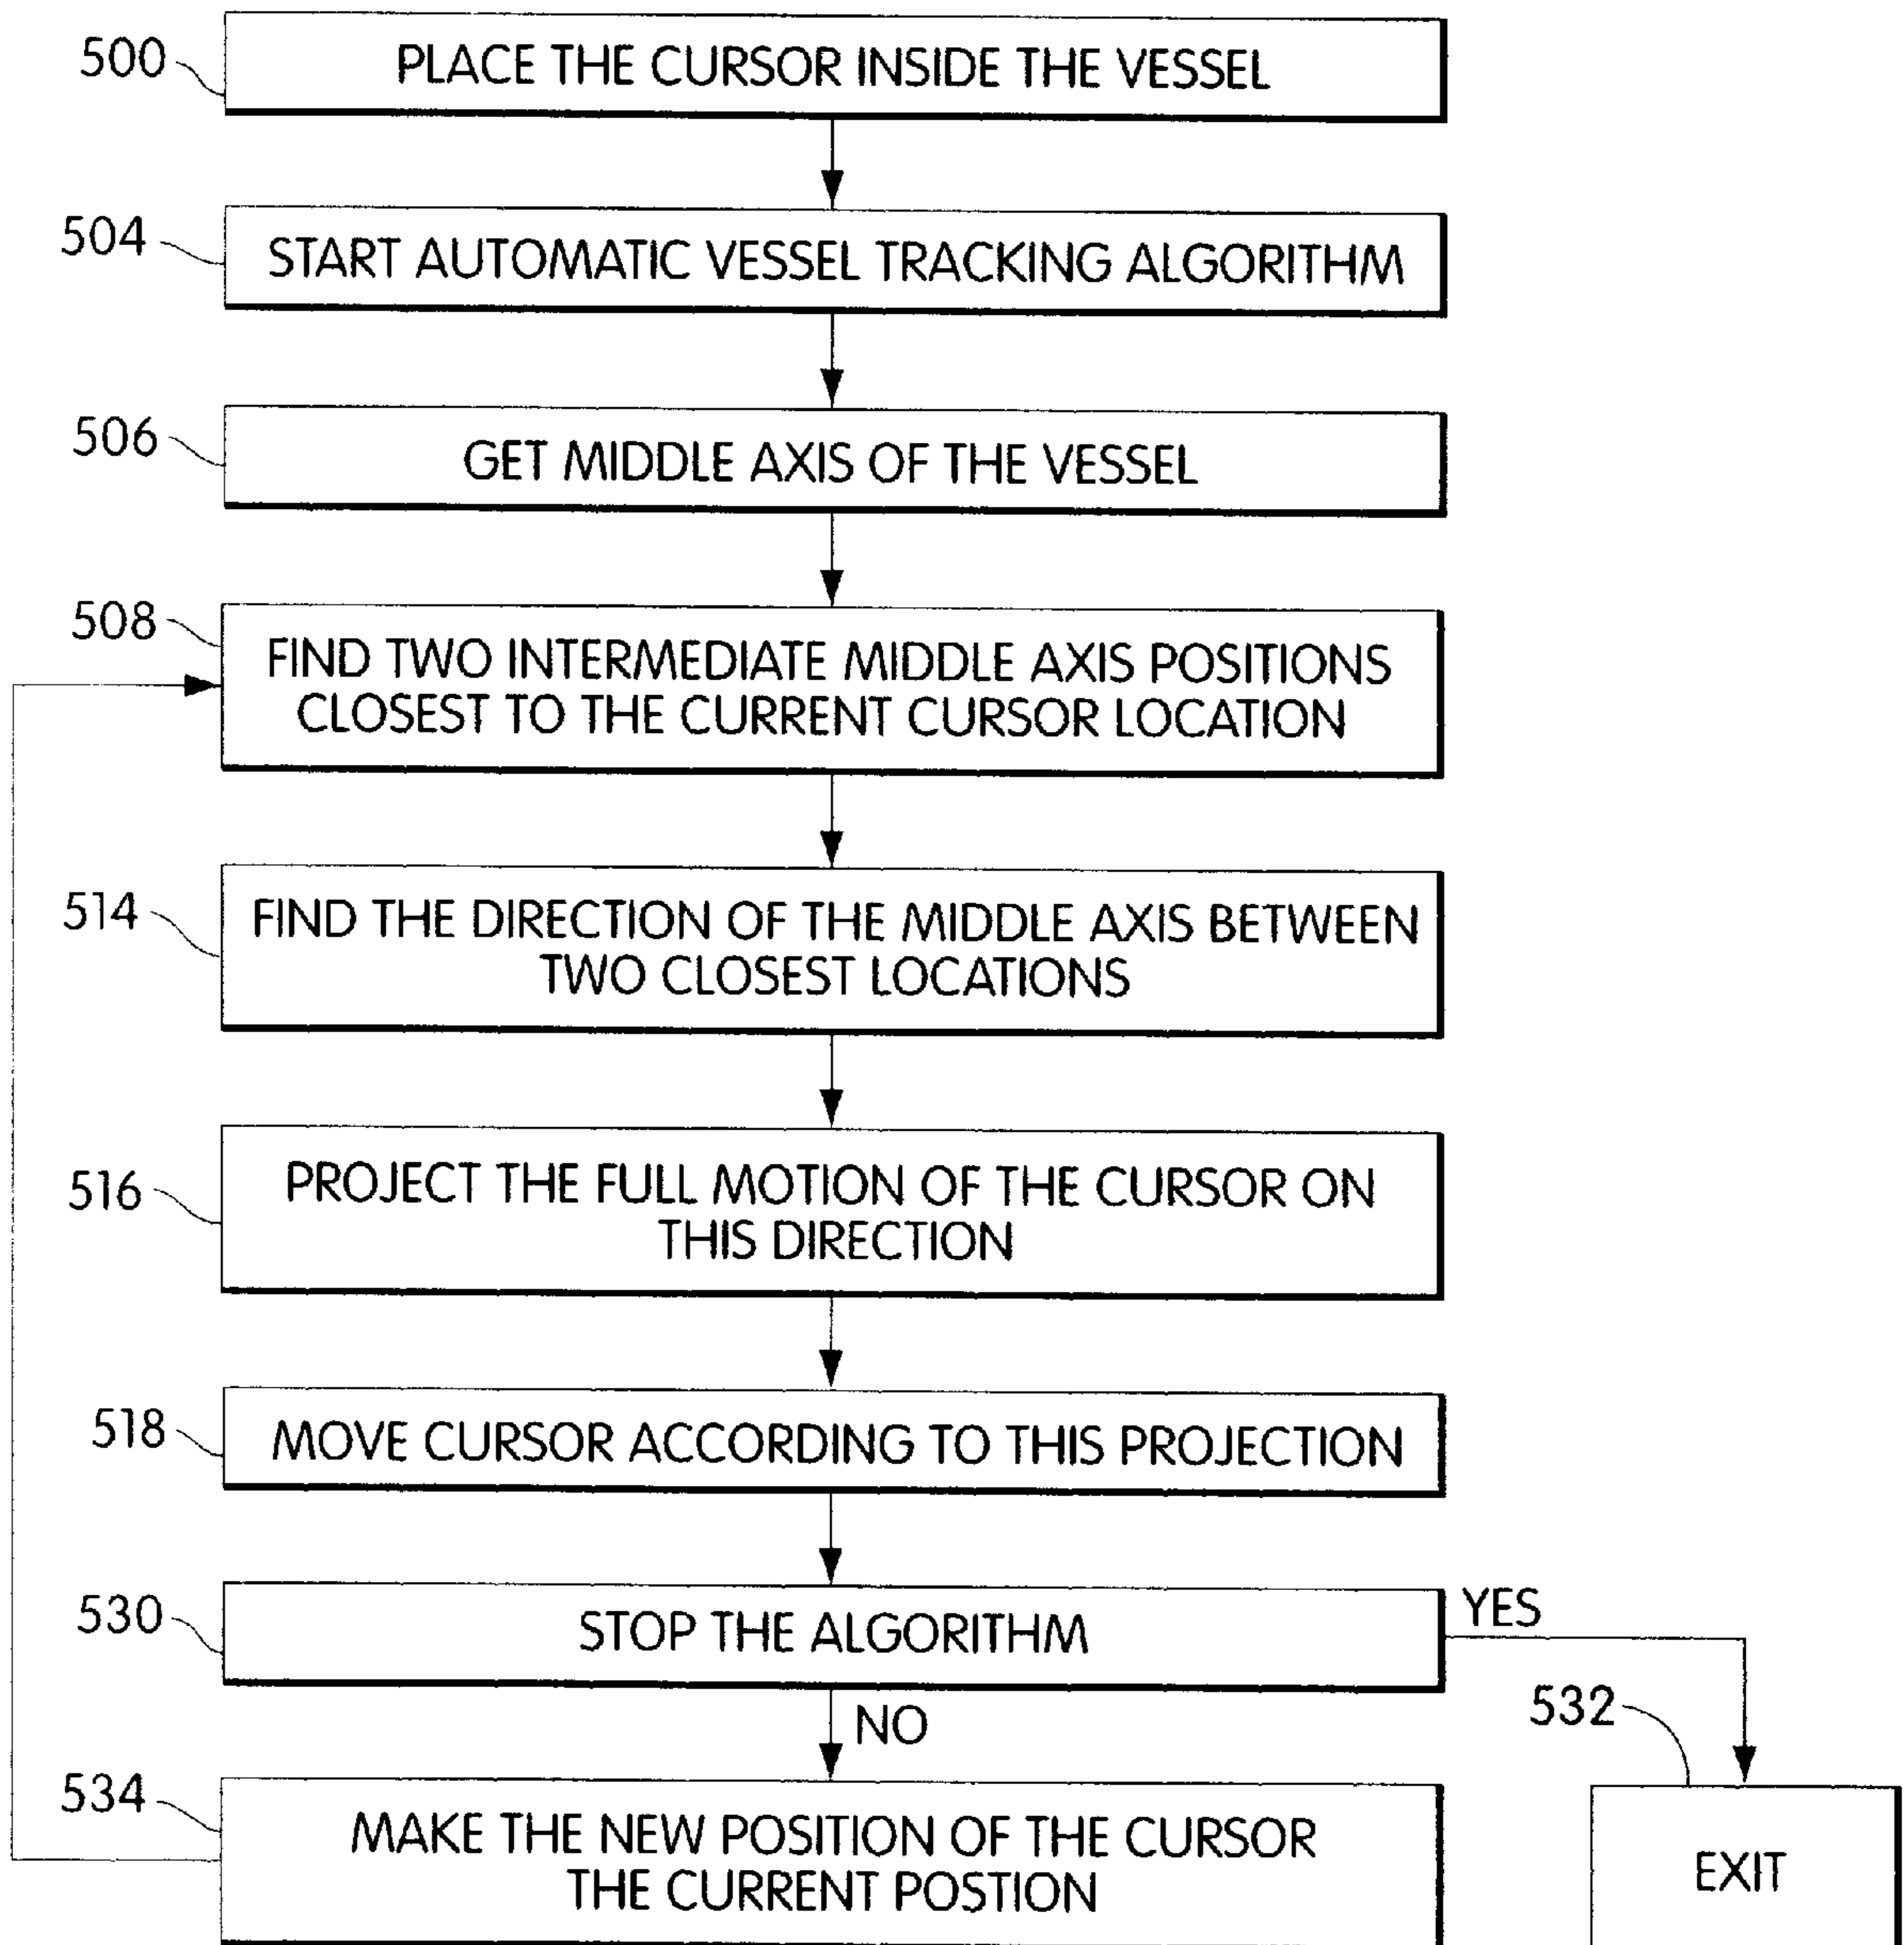 500
PLACE THE CURSOR INSIDE THE VESSEL
504
START AUTOMATIC VESSEL TRACKING ALGORITHM
506
GET MIDDLE AXIS OF THE VESSEL
508
FIND TWO INTERMEDIATE MIDDLE AXIS POSITIONS
CLOSEST TO THE CURRENT CURSOR LOCATION
514
FIND THE DIRECTION OF THE MIDDLE AXIS BETWEEN
TWO CLOSEST LOCATIONS
516
PROJECT THE FULL MOTION OF THE CURSOR ON
THIS DIRECTION
518
MOVE CURSOR ACCORDING TO THIS PROJECTION
530
STOP THE ALGORITHM
YES
NO
532
534
MAKE THE NEW POSITION OF THE CURSOR
THE CURRENT POSTION
EXIT